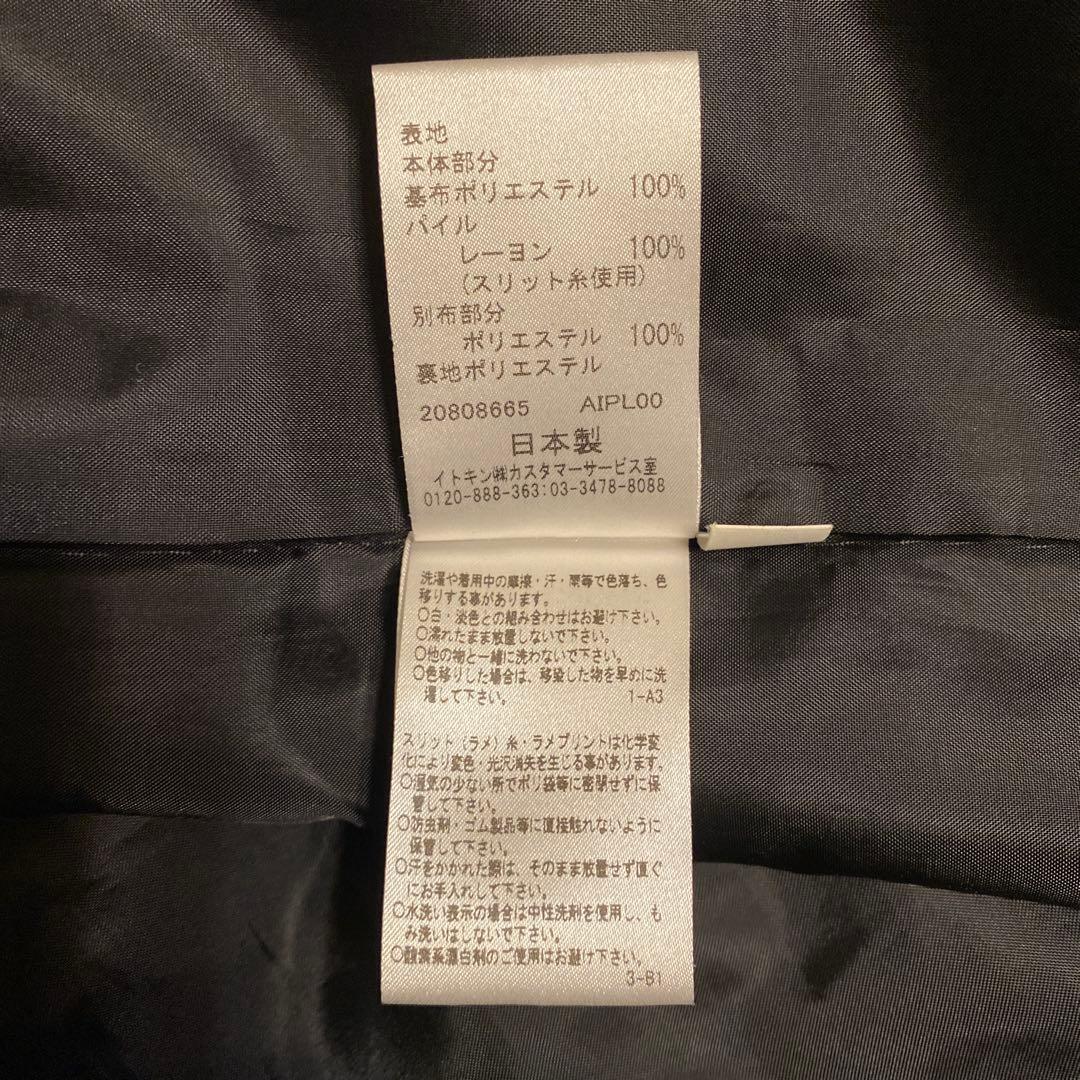 表地
本体部分
基布ポリエステル 100%
パイル
レーヨン 100%
(スリット糸使用)
別布部分
ポリエステル 100%
裏地ポリエステル
20808665 AIPL00
日本製
イトキン㈱カスタマーサービス室
0120-888-363:03-3478-8088
洗濯や着用中の摩擦・汗・雨等で色落ち、色
移りする事があります。
○白・淡色との組み合わせはお避け下さい。
○濡れたまま放置しないで下さい。
○他の物と一緒に洗わないで下さい。
○色移りした場合は、移染した物を早めに洗
濯して下さい。 1-A3
スリット(ラメ)糸・ラメプリントは化学変
化により変色・光沢消失を生じる事があります。
○湿気の少ない所でポリ袋等に密閉せずに保
管して下さい。
○防虫剤・ゴム製品等に直接触れないように
保管して下さい。
○汗をかかれた際は、そのまま放置せず直ぐ
にお手入れして下さい。
○水洗い表示の場合は中性洗剤を使用し、も
み洗いはしないで下さい。
○酸素系漂白剤のご使用はお避け下さい。
3-B1